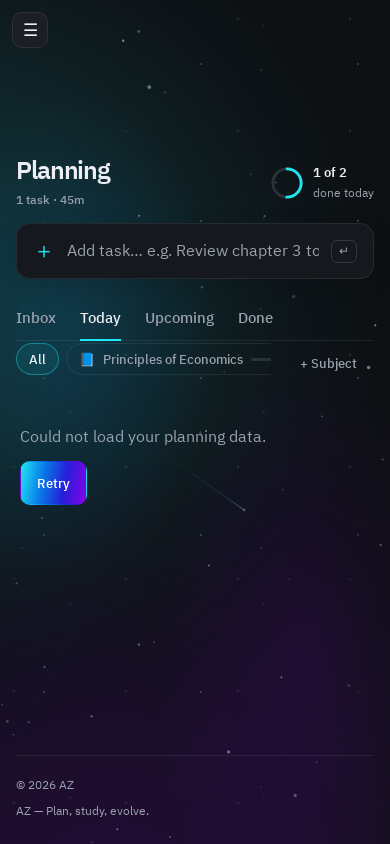 ☰
Planning
1 task · 45m
1 of 2
done today
+ Add task... e.g. Review chapter 3 to ↵
Inbox Today Upcoming Done
All 📘 Principles of Economics + Subject
Could not load your planning data.
Retry
© 2026 AZ
AZ — Plan, study, evolve.